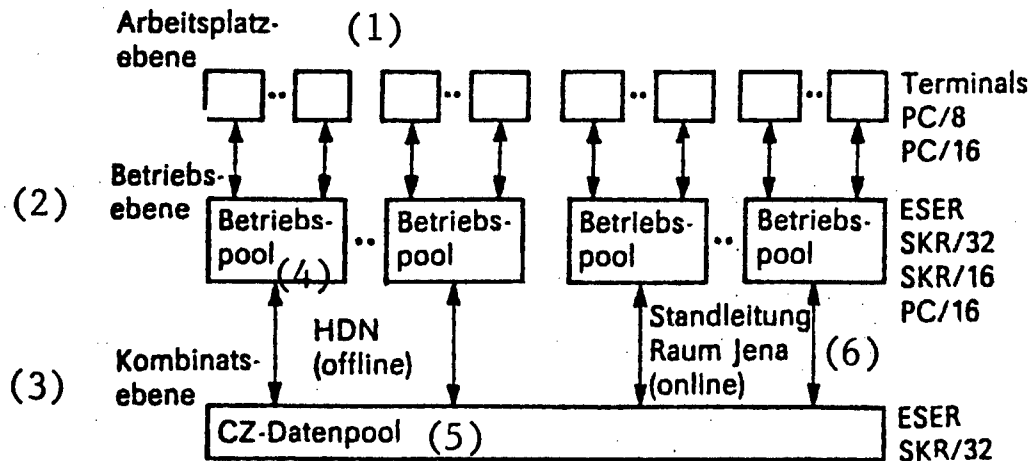 Arbeitsplatz-
ebene
(1)
Terminals
PC/8
PC/16
(2)
Betriebs-
ebene
Betriebs-
pool
(4)
Betriebs-
pool
Betriebs-
pool
Betriebs-
pool
ESER
SKR/32
SKR/16
PC/16
(3)
Kombinats-
ebene
HDN
(offline)
Standleitung
Raum Jena
(online)
(6)
CZ-Datenpool
(5)
ESER
SKR/32